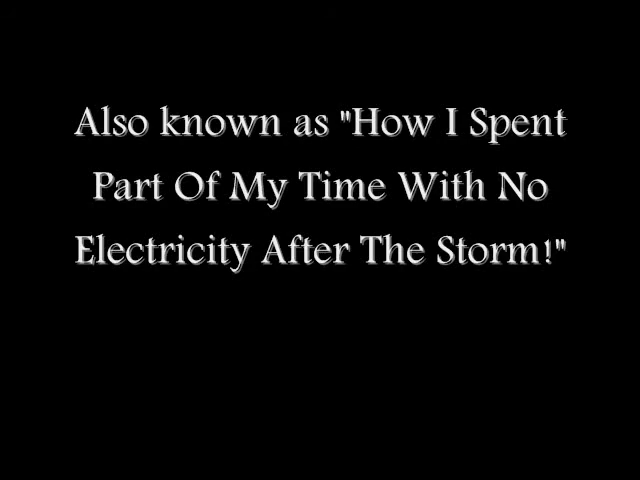 Also known as "How I Spent
Part Of My Time With No
Electricity After The Storm!"